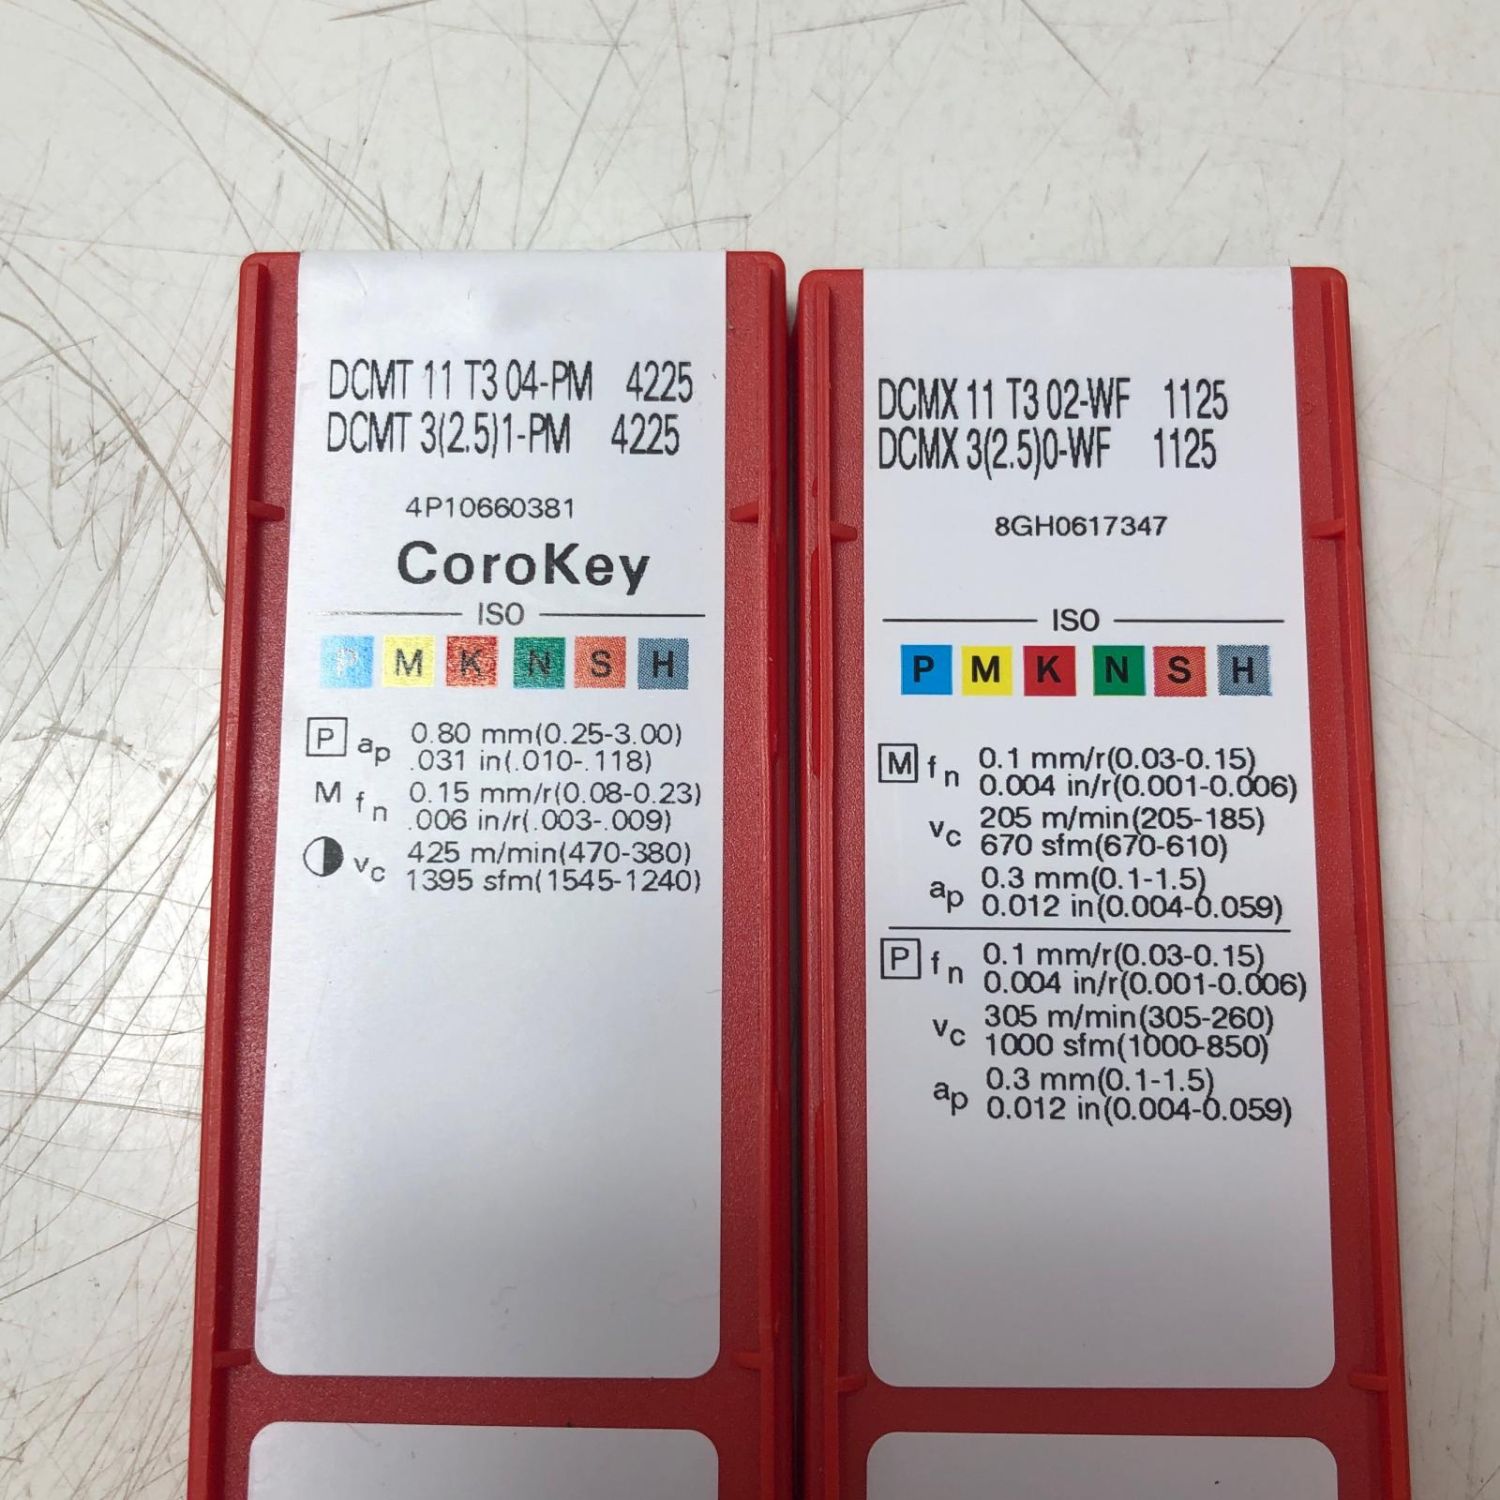 DCMT 11 T3 04-PM 4225
DCMT 3(2.5)1-PM 4225
4P10660381
CoroKey
ISO
P M K N S H
P ap 0.80 mm(0.25-3.00)
.031 in(.010-.118)
M fn 0.15 mm/r(0.08-0.23)
.006 in/r(.003-.009)
vc 425 m/min(470-380)
1395 sfm(1545-1240)
DCMX 11 T3 02-WF 1125
DCMX 3(2.5)0-WF 1125
8GH0617347
ISO
P M K N S H
M fn 0.1 mm/r(0.03-0.15)
0.004 in/r(0.001-0.006)
vc 205 m/min(205-185)
670 sfm(670-610)
ap 0.3 mm(0.1-1.5)
0.012 in(0.004-0.059)
P fn 0.1 mm/r(0.03-0.15)
0.004 in/r(0.001-0.006)
vc 305 m/min(305-260)
1000 sfm(1000-850)
ap 0.3 mm(0.1-1.5)
0.012 in(0.004-0.059)